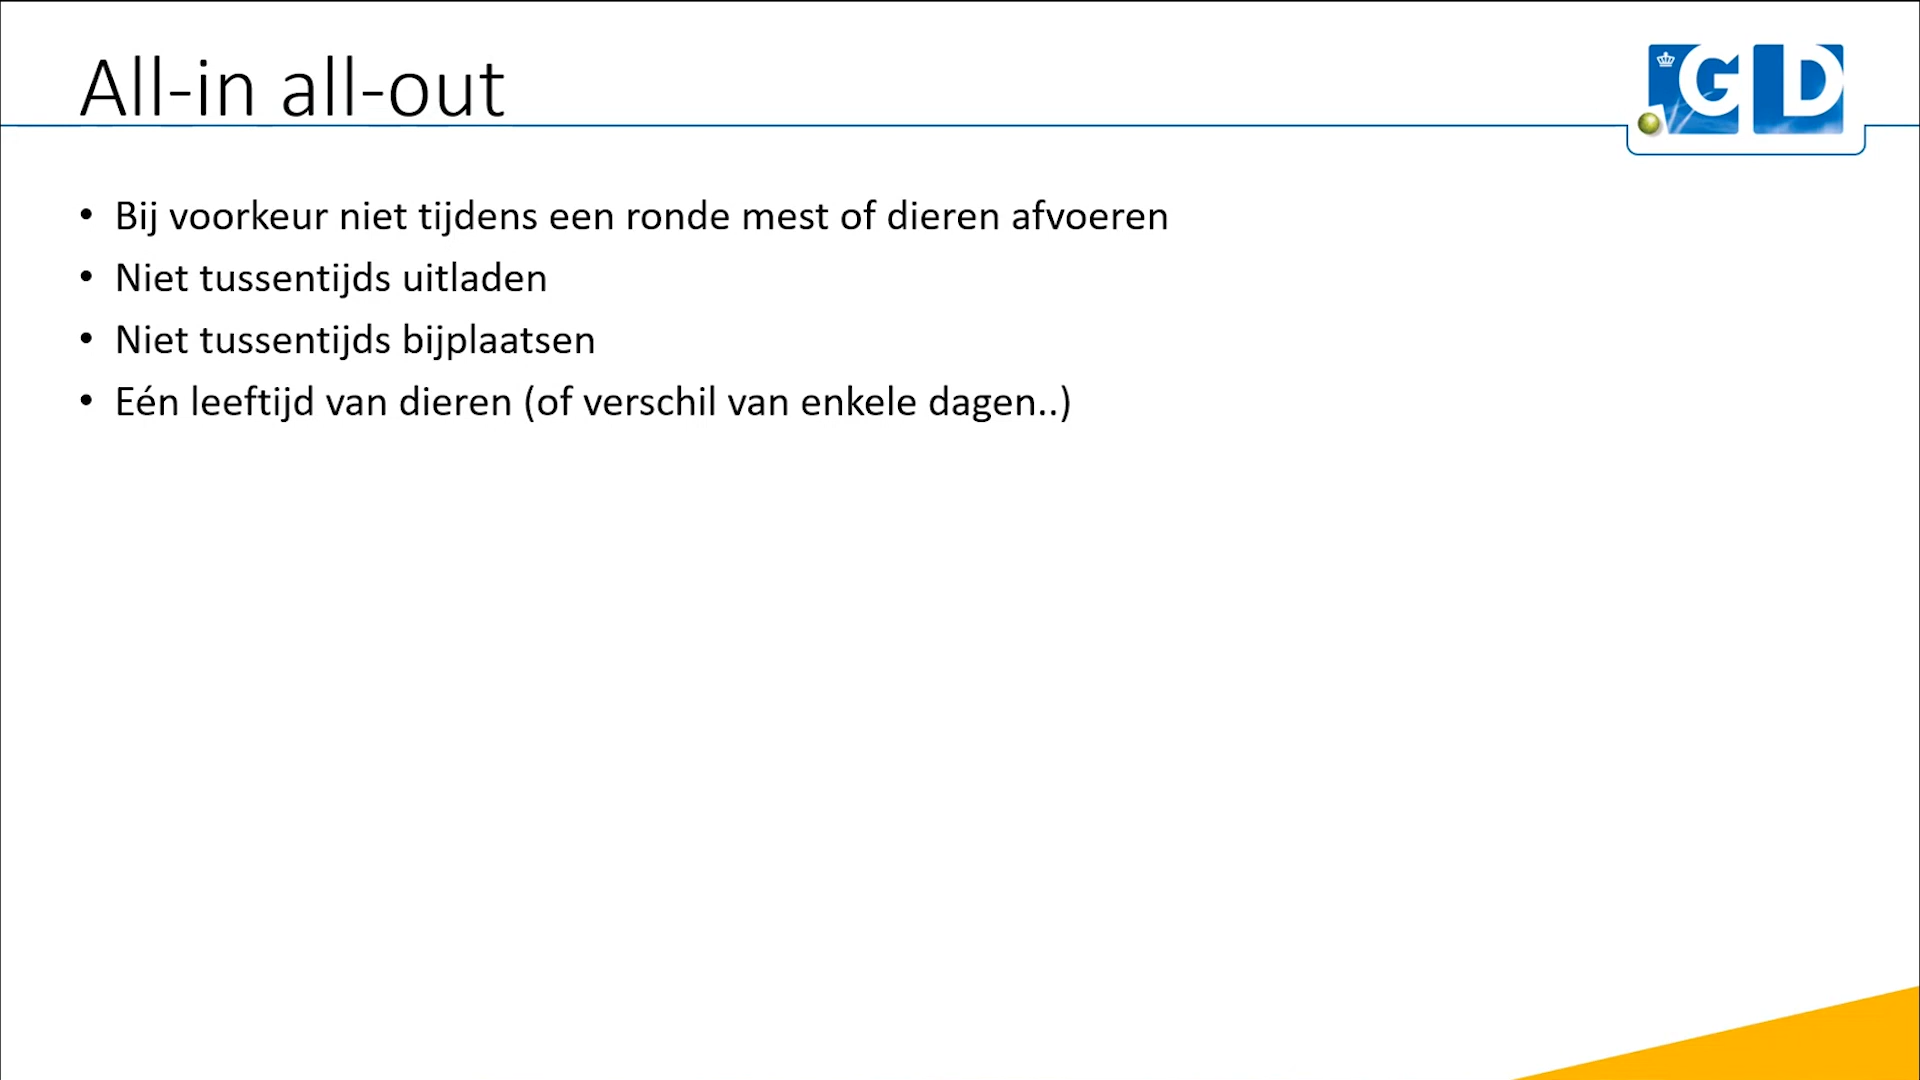 All-in all-out
GD
• Bij voorkeur niet tijdens een ronde mest of dieren afvoeren
• Niet tussentijds uitladen
• Niet tussentijds bijplaatsen
• Eén leeftijd van dieren (of verschil van enkele dagen..)